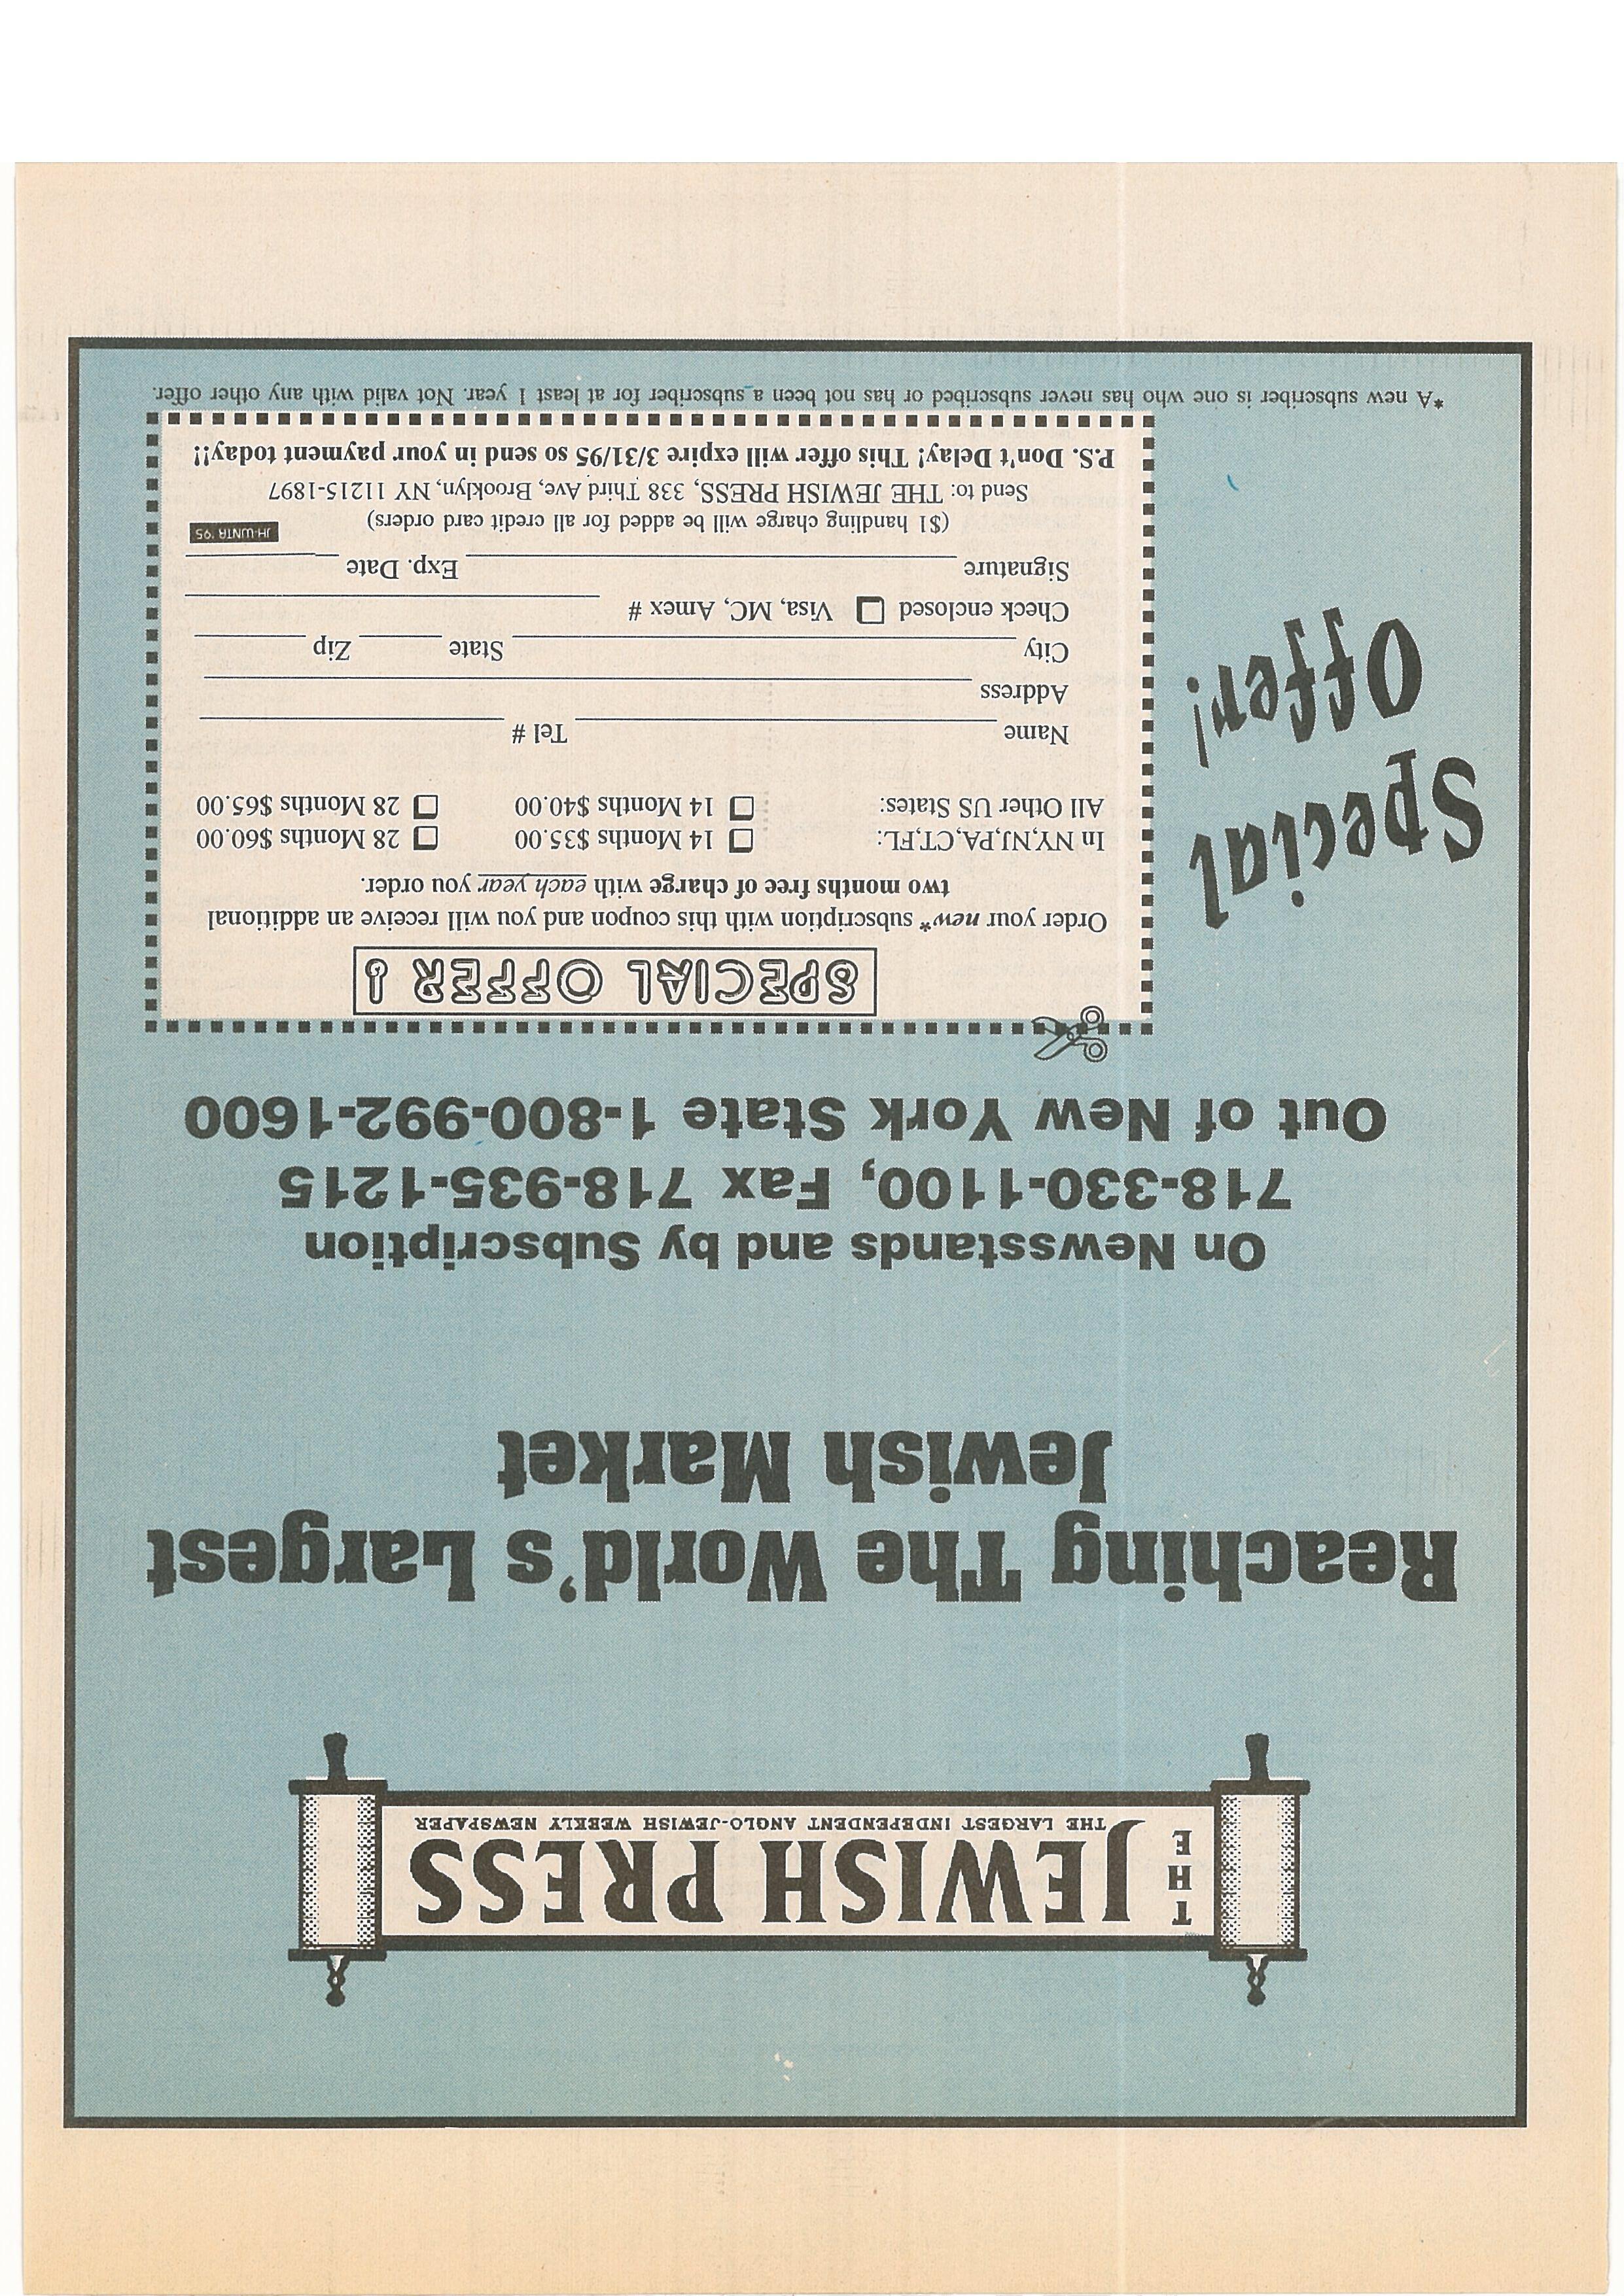 THE
JEWISH PRESS
THE LARGEST INDEPENDENT ANGLO-JEWISH WEEKLY NEWSPAPER
Reaching The World's Largest
Jewish Market
On Newsstands and by Subscription
718-330-1100, Fax 718-935-1215
Out of New York State 1-800-992-1600
Special
Offer!
SPECIAL OFFER !
Order your new* subscription with this coupon and you will receive an additional
two months free of charge with each year you order.
In NY,NJ,PA,CT,FL: 14 Months $35.00 28 Months $60.00
All Other US States: 14 Months $40.00 28 Months $65.00
Name Tel #
Address
City State Zip
Check enclosed Visa, MC, Amex #
Signature Exp. Date
($1 handling charge will be added for all credit card orders)
JH-WNTR '95
Send to: THE JEWISH PRESS, 338 Third Ave, Brooklyn, NY 11215-1897
P.S. Don't Delay! This offer will expire 3/31/95 so send in your payment today!!
*A new subscriber is one who has never subscribed or has not been a subscriber for at least 1 year. Not valid with any other offer.